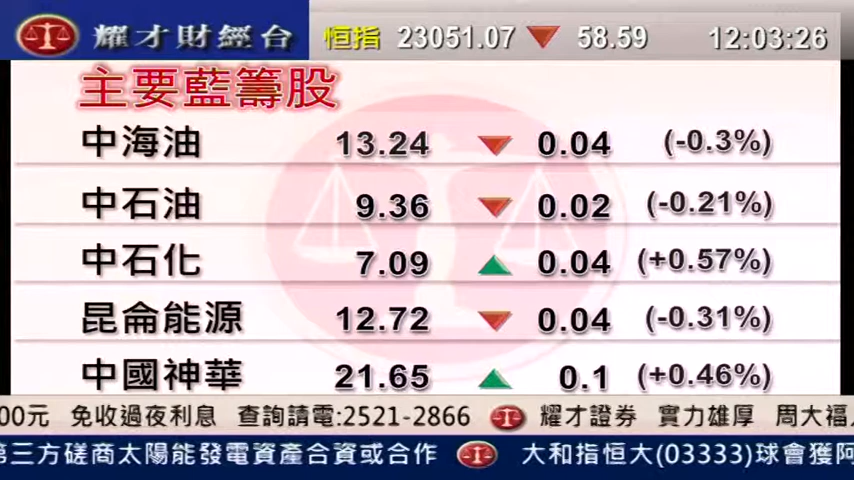 耀才財經台 恒指 23051.07 58.59 12:03:26
主要藍籌股
中海油 13.24 0.04 (-0.3%)
中石油 9.36 0.02 (-0.21%)
中石化 7.09 0.04 (+0.57%)
昆侖能源 12.72 0.04 (-0.31%)
中國神華 21.65 0.1 (+0.46%)
00元 免收過夜利息 查詢請電:2521-2866 耀才證券 實力雄厚 周大福
第三方磋商太陽能發電資產合資或合作 大和指恒大(03333)球會獲阿